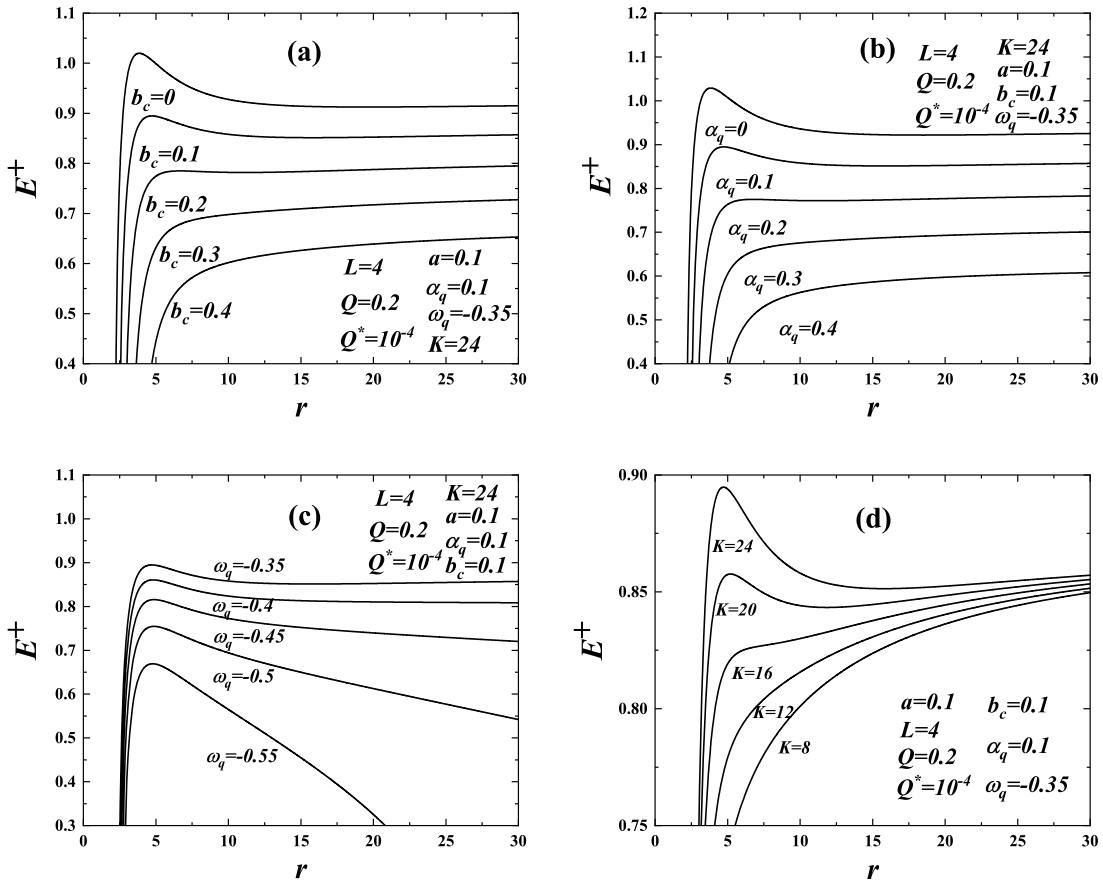 1.1
1.0
0.9
0.8
0.7
0.6
0.5
0.4
E⁺
(a)
b_c=0
b_c=0.1
b_c=0.2
b_c=0.3
b_c=0.4
L=4
Q=0.2
Q*=10⁻⁴
a=0.1
α_q=0.1
ω_q=-0.35
K=24
0 5 10 15 20 25 30
r
1.2
1.1
1.0
0.9
0.8
0.7
0.6
0.5
0.4
E⁺
(b)
L=4
Q=0.2
Q*=10⁻⁴
K=24
a=0.1
b_c=0.1
ω_q=-0.35
α_q=0
α_q=0.1
α_q=0.2
α_q=0.3
α_q=0.4
0 5 10 15 20 25 30
r
1.1
1.0
0.9
0.8
0.7
0.6
0.5
0.4
0.3
E⁺
(c)
L=4
Q=0.2
Q*=10⁻⁴
K=24
a=0.1
α_q=0.1
b_c=0.1
ω_q=-0.35
ω_q=-0.4
ω_q=-0.45
ω_q=-0.5
ω_q=-0.55
0 5 10 15 20 25 30
r
0.90
0.85
0.80
0.75
E⁺
(d)
K=24
K=20
K=16
K=12
K=8
a=0.1
L=4
Q=0.2
Q*=10⁻⁴
b_c=0.1
α_q=0.1
ω_q=-0.35
0 5 10 15 20 25 30
r